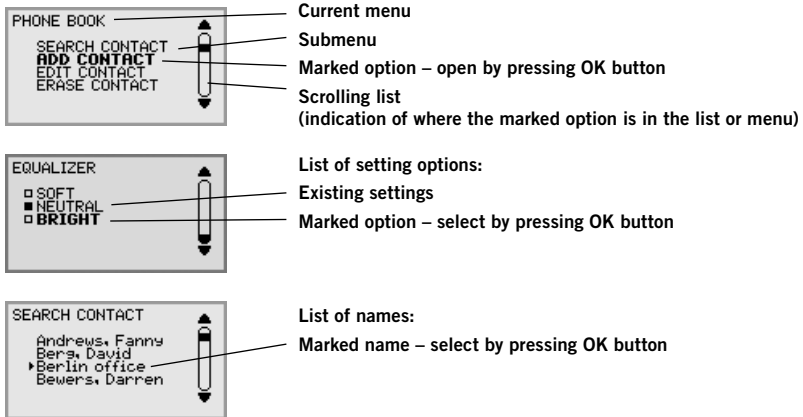 PHONE BOOK
SEARCH CONTACT
ADD CONTACT
EDIT CONTACT
ERASE CONTACT
Current menu
Submenu
Marked option – open by pressing OK button
Scrolling list
(indication of where the marked option is in the list or menu)
EQUALIZER
SOFT
NEUTRAL
BRIGHT
List of setting options:
Existing settings
Marked option – select by pressing OK button
SEARCH CONTACT
Andrews, Fanny
Berg, David
Berlin office
Bewers, Darren
List of names:
Marked name – select by pressing OK button